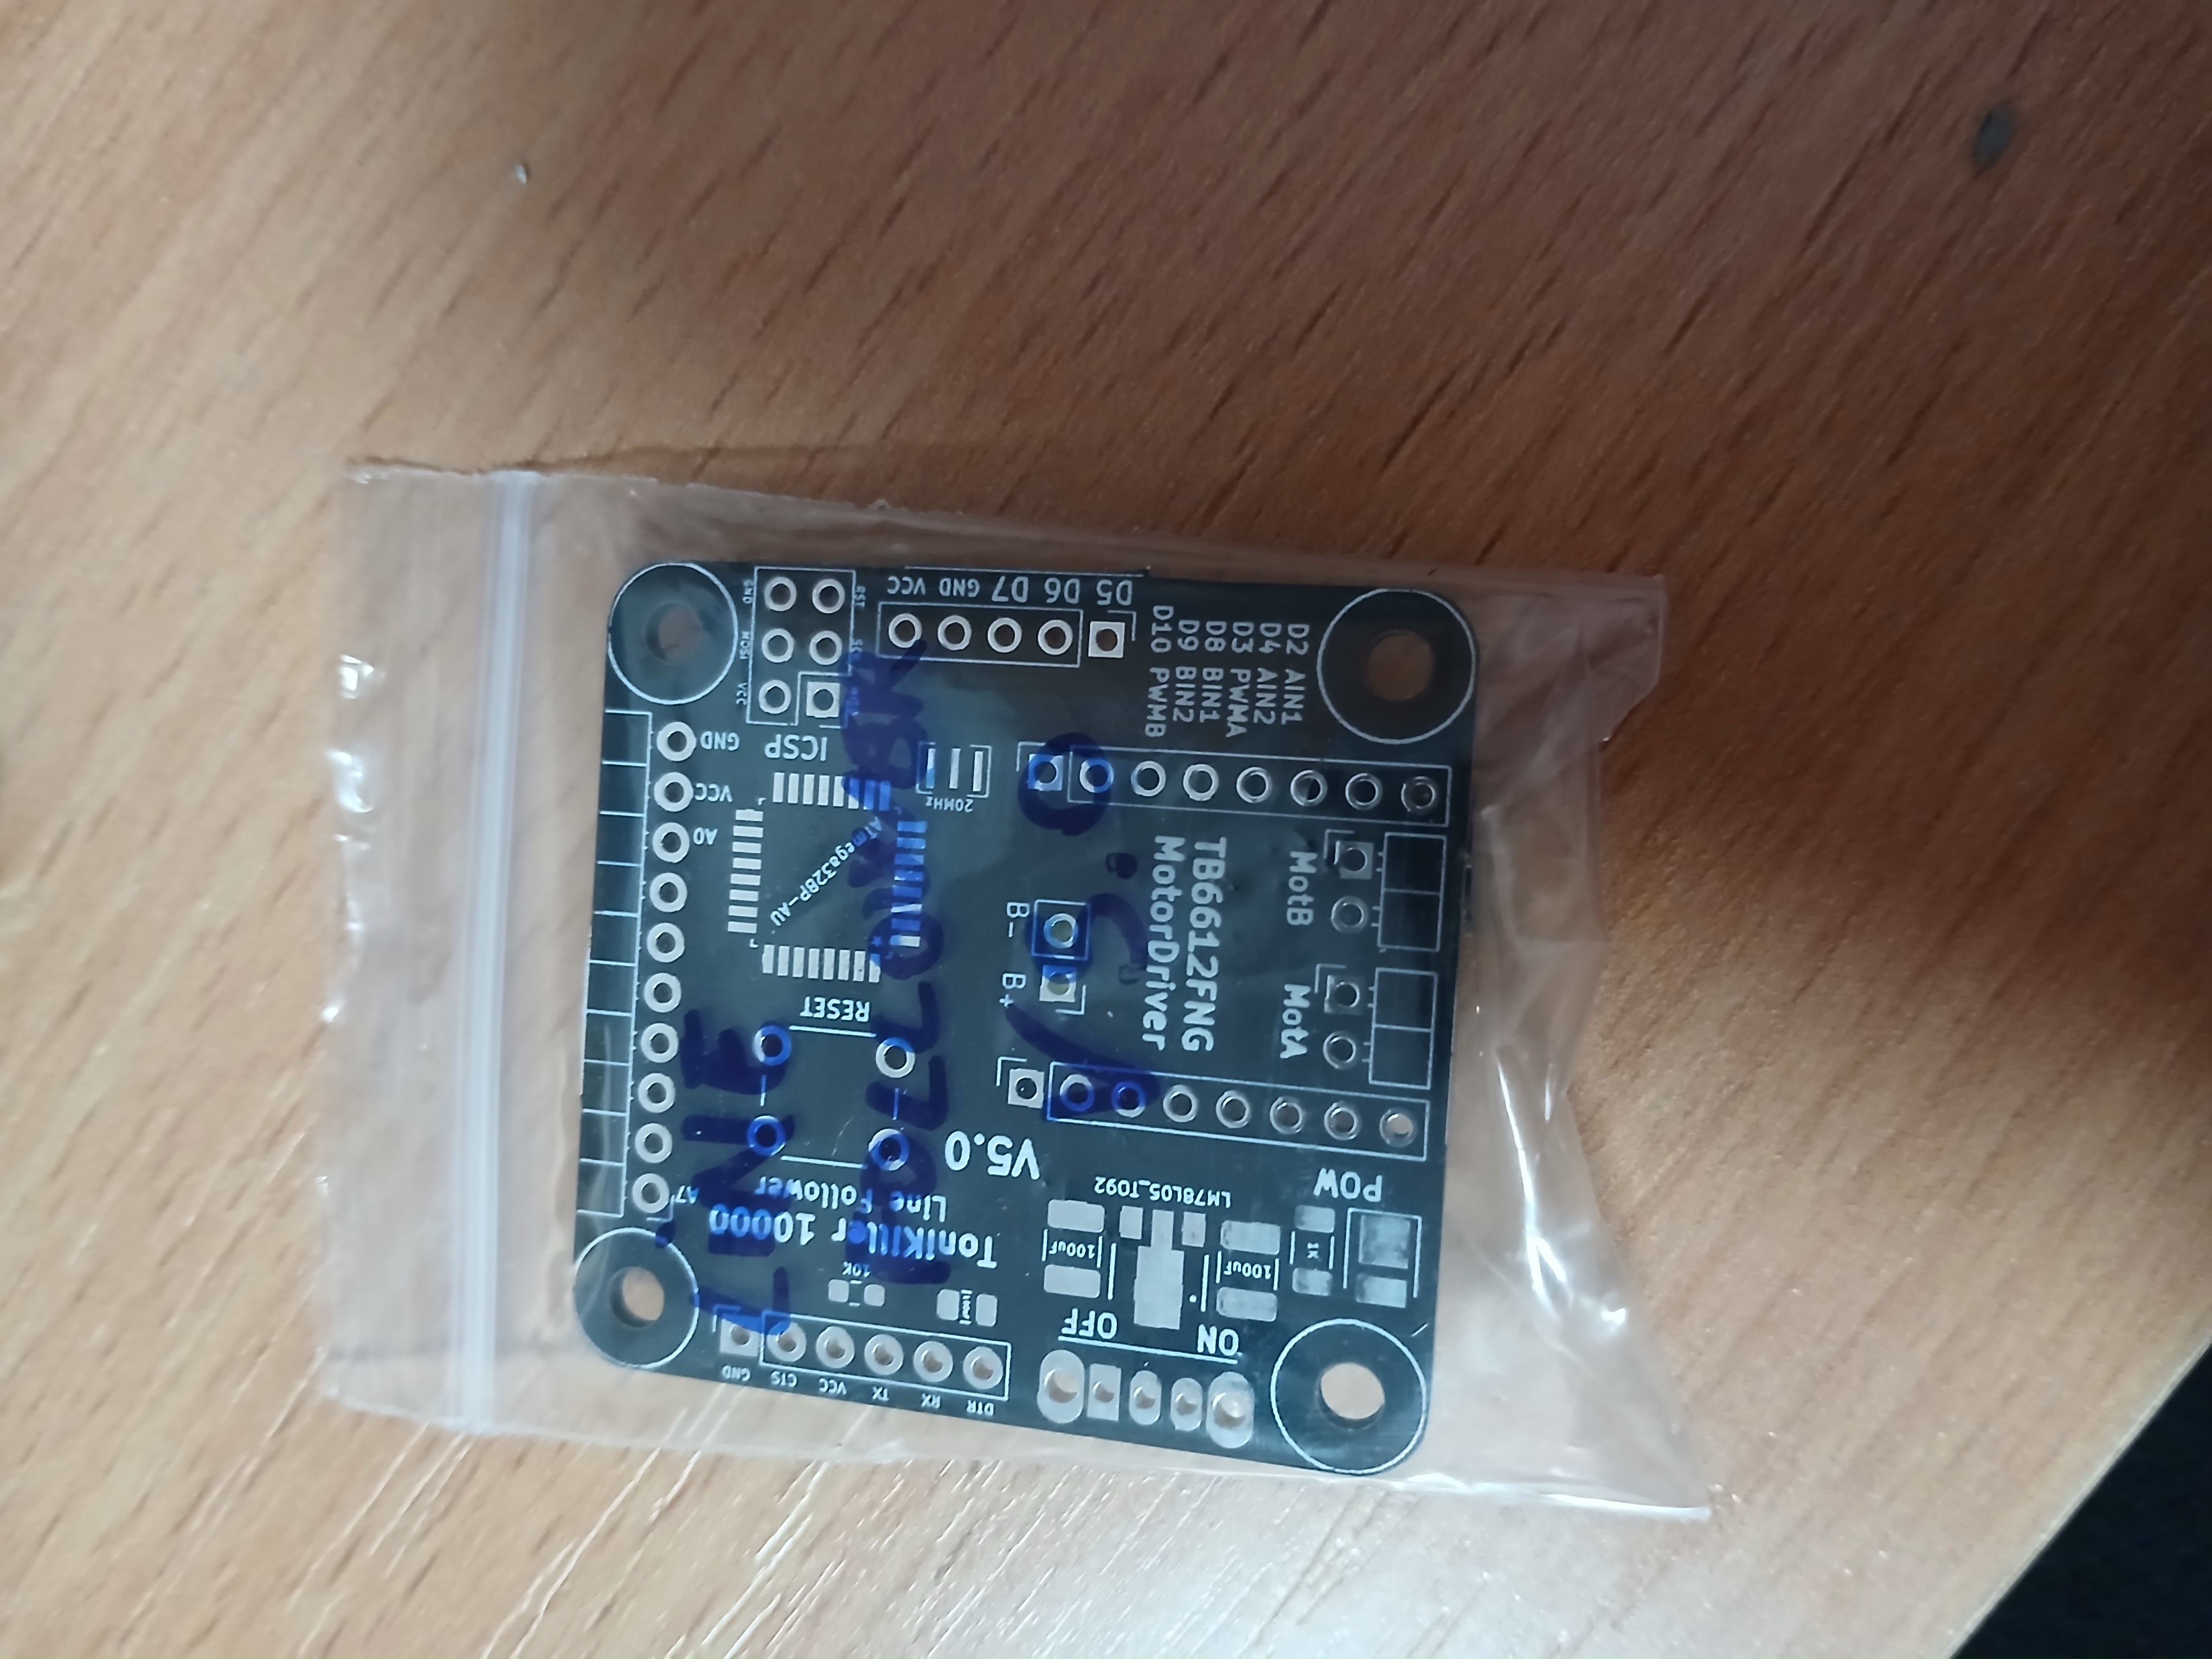 LINE
FOLLOWER
V5.0
A7
A0
VCC
GND
GND
CTS
VCC
TX
RX
DTR
10K
ToniKiller 10000
Line Follower
V5.0
RESET
ATmega328P-AU
ICSP
VCC
MOSI
GND
SCK
RST
20MHz
D5 D6 D7 GND VCC
OFF
ON
100uF
LM78L05_TO92
100uF
POW
B+
B-
TB6612FNG
MotorDriver
MotA
MotB
D2 AIN1
D4 AIN2
D3 PWMA
D8 BIN1
D9 BIN2
D10 PWMB